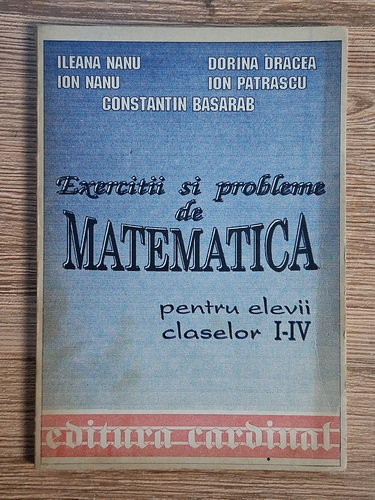 ILEANA NANU DORINA DRACEA
ION NANU ION PATRASCU
CONSTANTIN BASARAB
Exercitii si probleme
de
MATEMATICA
pentru elevii
claselor I-IV
editura cardinal